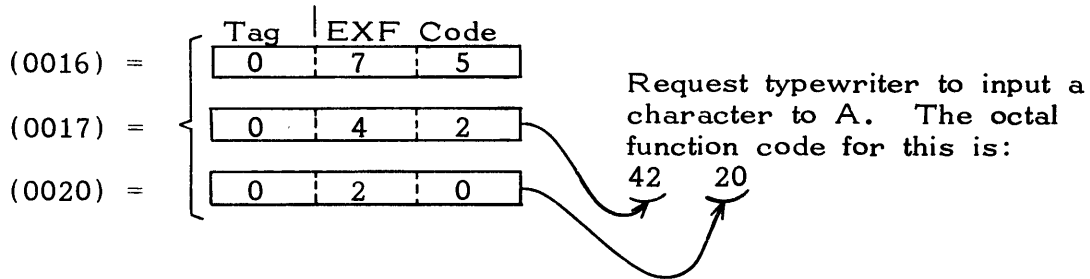 Tag EXF Code
(0016) = 0 7 5
(0017) = 0 4 2
(0020) = 0 2 0
Request typewriter to input a
character to A. The octal
function code for this is:
42 20